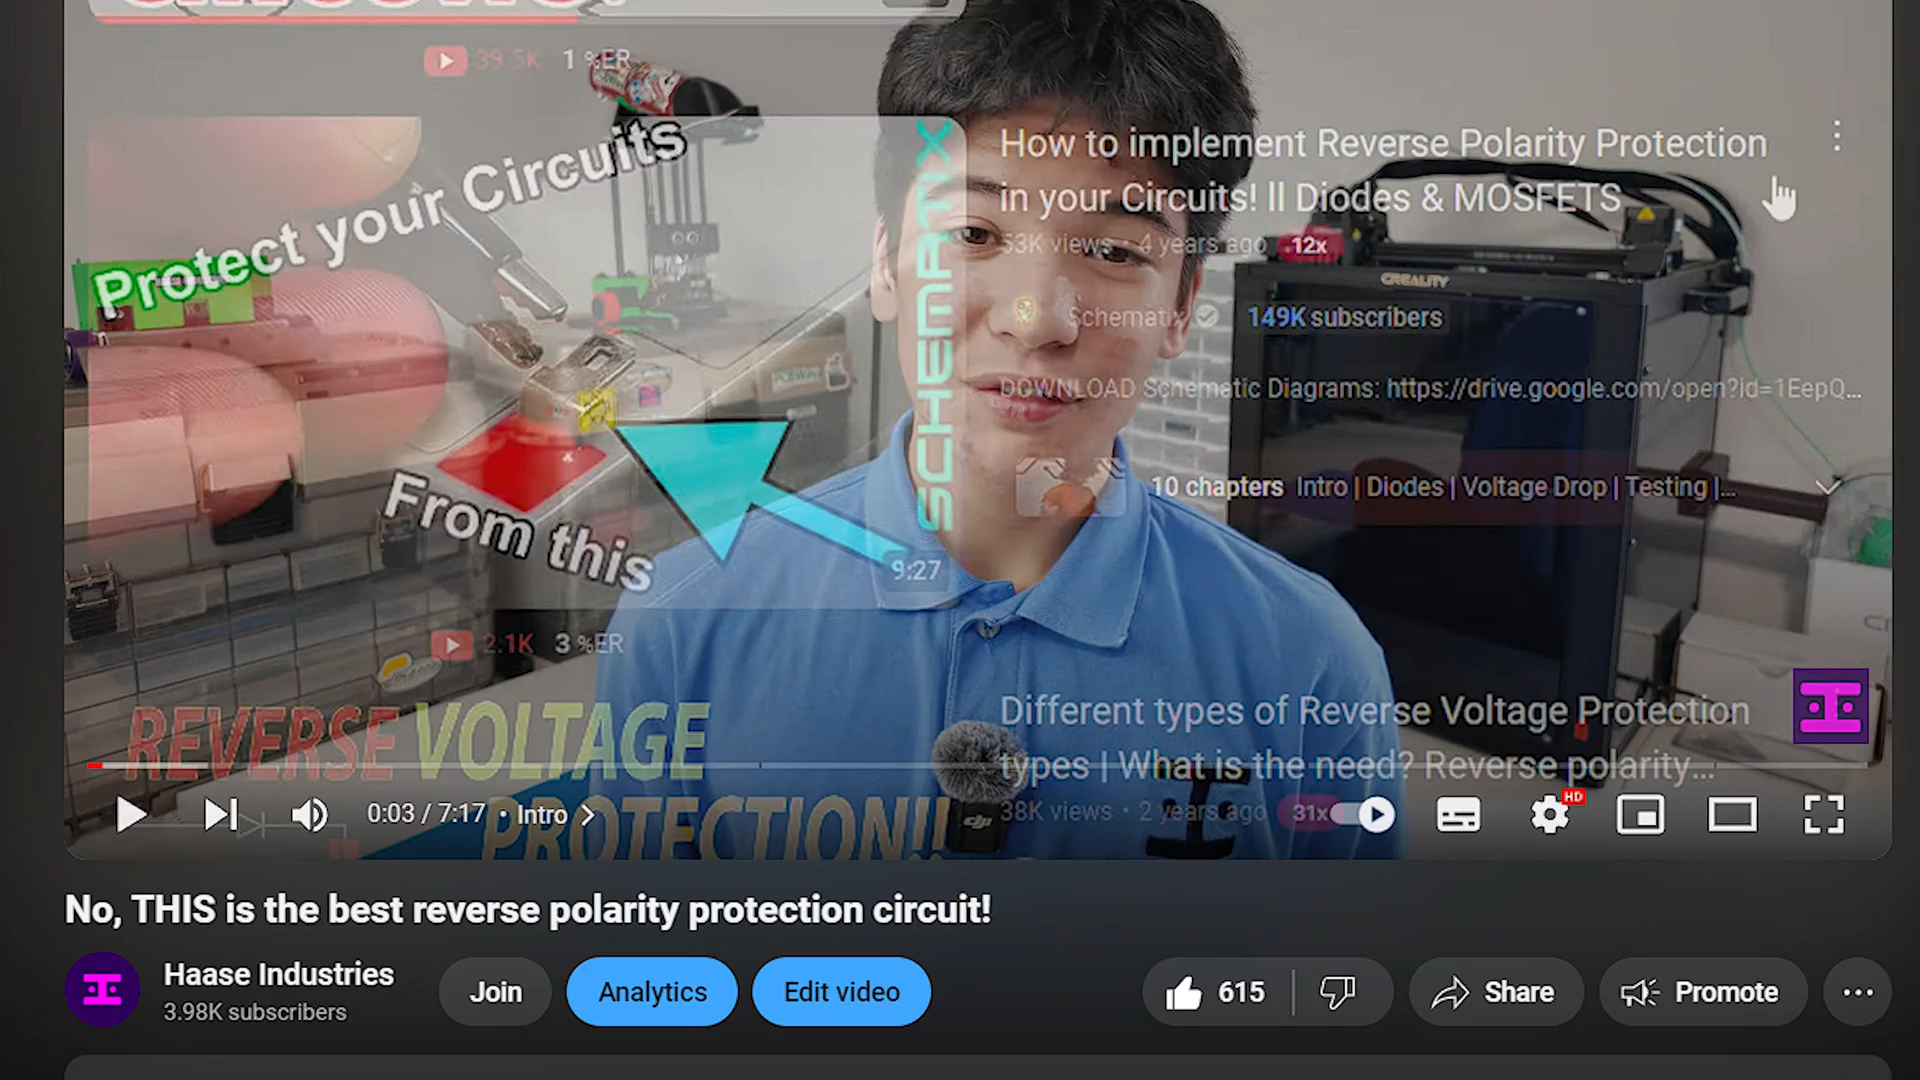 39.5K 1 %ER
Protect your Circuits
From this
SCHEMATIX
9:27
How to implement Reverse Polarity Protection
in your Circuits! ll Diodes & MOSFETS
53K views • 4 years ago 12x
CREALITY
Schematix 149K subscribers
DOWNLOAD Schematic Diagrams: https://drive.google.com/open?id=1EepQ...
10 chapters Intro | Diodes | Voltage Drop | Testing |...
2.1K 3 %ER
REVERSE VOLTAGE
PROTECTION!!
Different types of Reverse Voltage Protection
types | What is the need? Reverse polarity...
38K views • 2 years ago 31x
dji
0:03 / 7:17 • Intro
HD
No, THIS is the best reverse polarity protection circuit!
Haase Industries
3.98K subscribers
Join
Analytics
Edit video
615
Share
Promote